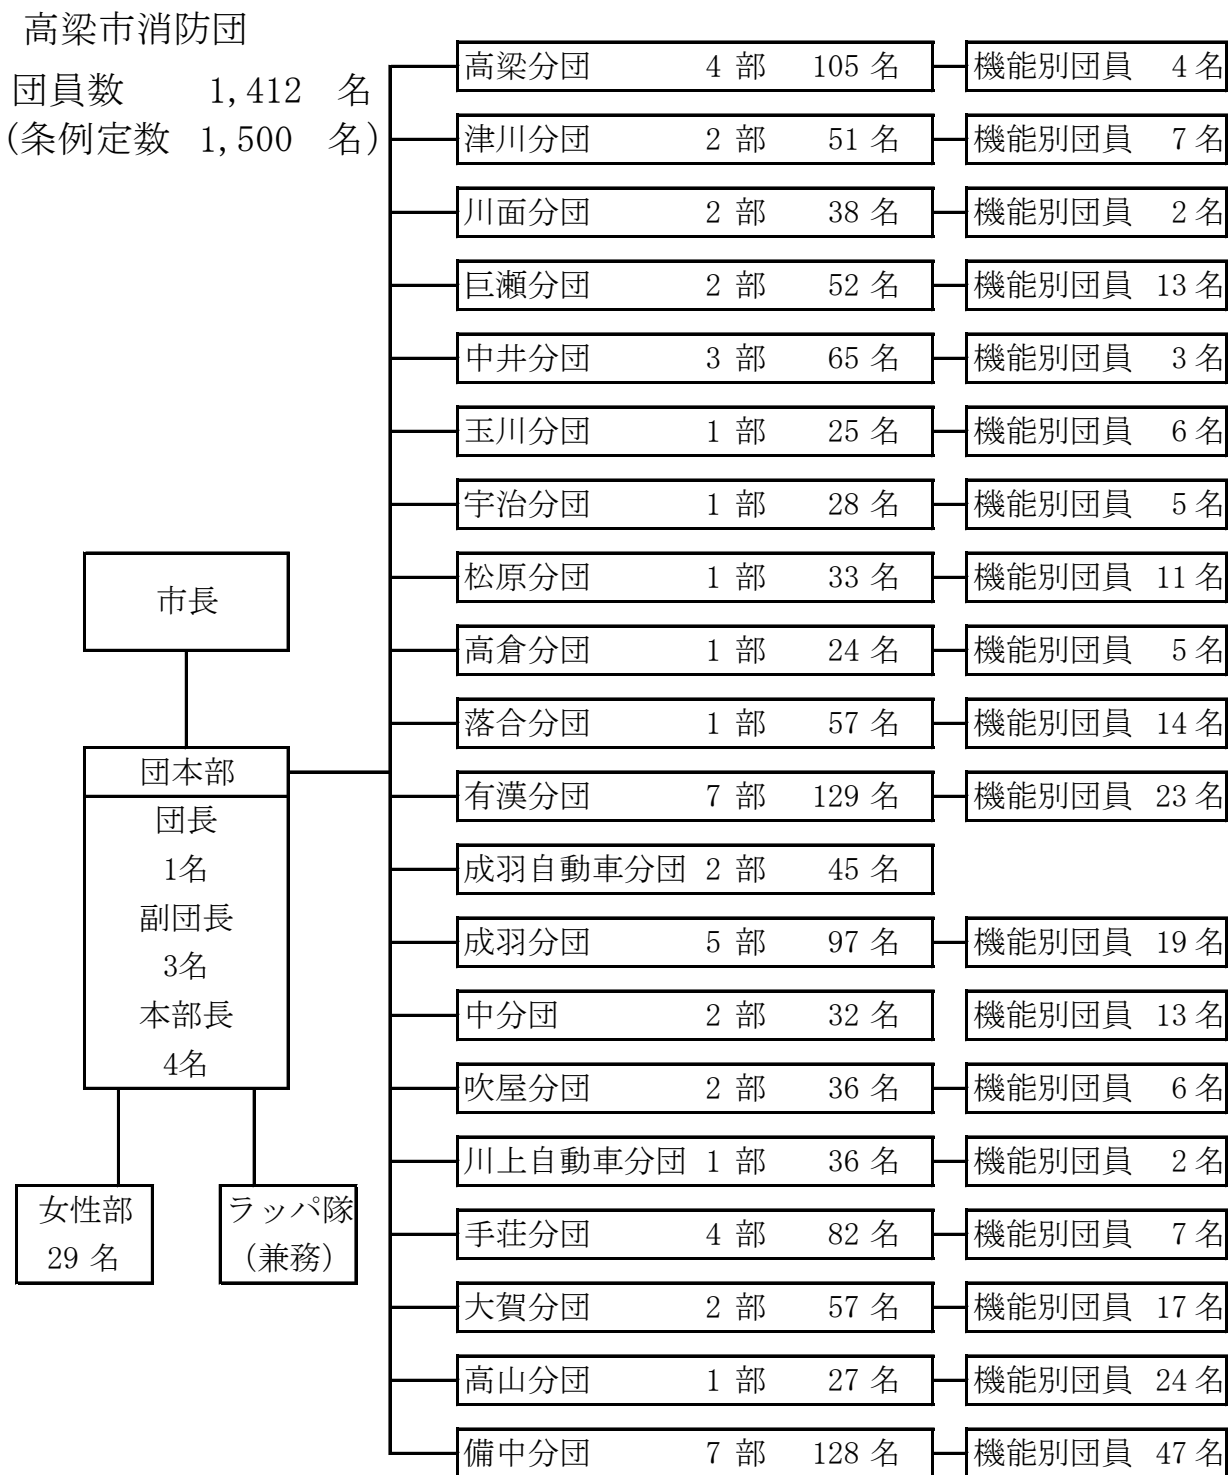 高梁市消防団
団員数 1,412 名
(条例定数 1,500 名)
高梁分団 4 部 105 名 機能別団員 4 名
津川分団 2 部 51 名 機能別団員 7 名
川面分団 2 部 38 名 機能別団員 2 名
巨瀬分団 2 部 52 名 機能別団員 13 名
中井分団 3 部 65 名 機能別団員 3 名
玉川分団 1 部 25 名 機能別団員 6 名
宇治分団 1 部 28 名 機能別団員 5 名
松原分団 1 部 33 名 機能別団員 11 名
高倉分団 1 部 24 名 機能別団員 5 名
落合分団 1 部 57 名 機能別団員 14 名
有漢分団 7 部 129 名 機能別団員 23 名
成羽自動車分団 2 部 45 名
成羽分団 5 部 97 名 機能別団員 19 名
中分団 2 部 32 名 機能別団員 13 名
吹屋分団 2 部 36 名 機能別団員 6 名
川上自動車分団 1 部 36 名 機能別団員 2 名
手荘分団 4 部 82 名 機能別団員 7 名
大賀分団 2 部 57 名 機能別団員 17 名
高山分団 1 部 27 名 機能別団員 24 名
備中分団 7 部 128 名 機能別団員 47 名
市長
団本部
団長
1名
副団長
3名
本部長
4名
女性部
29 名
ラッパ隊
（兼務）